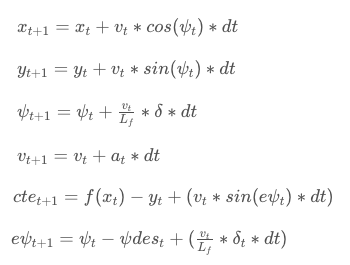 x_{t+1} = x_t + v_t * cos(ψ_t) * dt
y_{t+1} = y_t + v_t * sin(ψ_t) * dt
ψ_{t+1} = ψ_t + \frac{v_t}{L_f} * δ * dt
v_{t+1} = v_t + a_t * dt
cte_{t+1} = f(x_t) − y_t + (v_t * sin(eψ_t) * dt)
eψ_{t+1} = ψ_t − ψdes_t + (\frac{v_t}{L_f} * δ_t * dt)